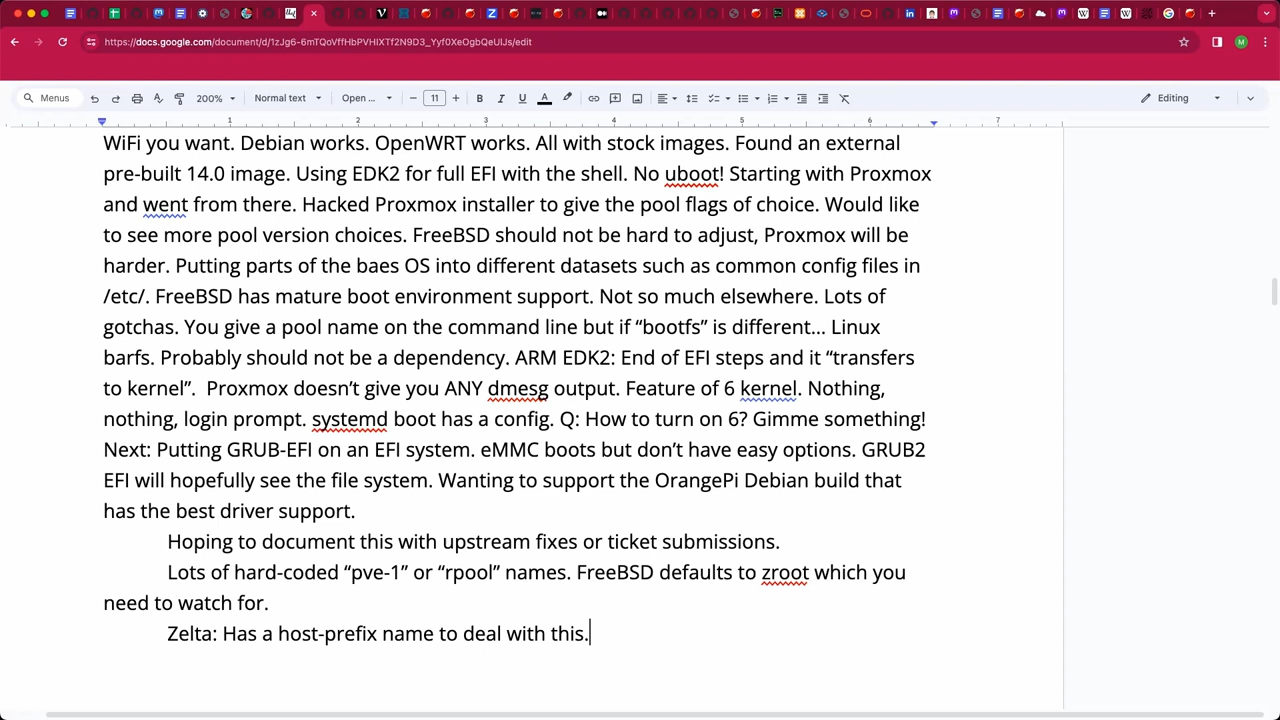 https://docs.google.com/document/d/1zJg6-6mTQoVffHbPVHIXTf2N9D3_Yyf0XeOgbQeUIJs/edit
Menus 200% Normal text Open ... 11 Editing
1 2 3 4 5 6 7
WiFi you want. Debian works. OpenWRT works. All with stock images. Found an external
pre-built 14.0 image. Using EDK2 for full EFI with the shell. No uboot! Starting with Proxmox
and went from there. Hacked Proxmox installer to give the pool flags of choice. Would like
to see more pool version choices. FreeBSD should not be hard to adjust, Proxmox will be
harder. Putting parts of the baes OS into different datasets such as common config files in
/etc/. FreeBSD has mature boot environment support. Not so much elsewhere. Lots of
gotchas. You give a pool name on the command line but if “bootfs” is different... Linux
barfs. Probably should not be a dependency. ARM EDK2: End of EFI steps and it “transfers
to kernel”.  Proxmox doesn’t give you ANY dmesg output. Feature of 6 kernel. Nothing,
nothing, login prompt. systemd boot has a config. Q: How to turn on 6? Gimme something!
Next: Putting GRUB-EFI on an EFI system. eMMC boots but don’t have easy options. GRUB2
EFI will hopefully see the file system. Wanting to support the OrangePi Debian build that
has the best driver support.
Hoping to document this with upstream fixes or ticket submissions.
Lots of hard-coded “pve-1” or “rpool” names. FreeBSD defaults to zroot which you
need to watch for.
Zelta: Has a host-prefix name to deal with this.